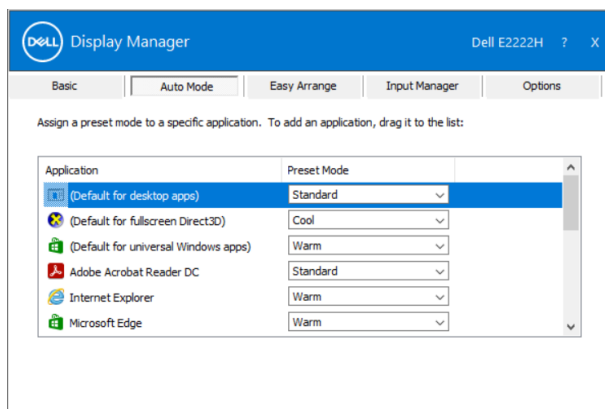 DELL Display Manager Dell E2222H ? X
Basic Auto Mode Easy Arrange Input Manager Options
Assign a preset mode to a specific application. To add an application, drag it to the list:
Application Preset Mode
(Default for desktop apps) Standard
(Default for fullscreen Direct3D) Cool
(Default for universal Windows apps) Warm
Adobe Acrobat Reader DC Standard
Internet Explorer Warm
Microsoft Edge Warm